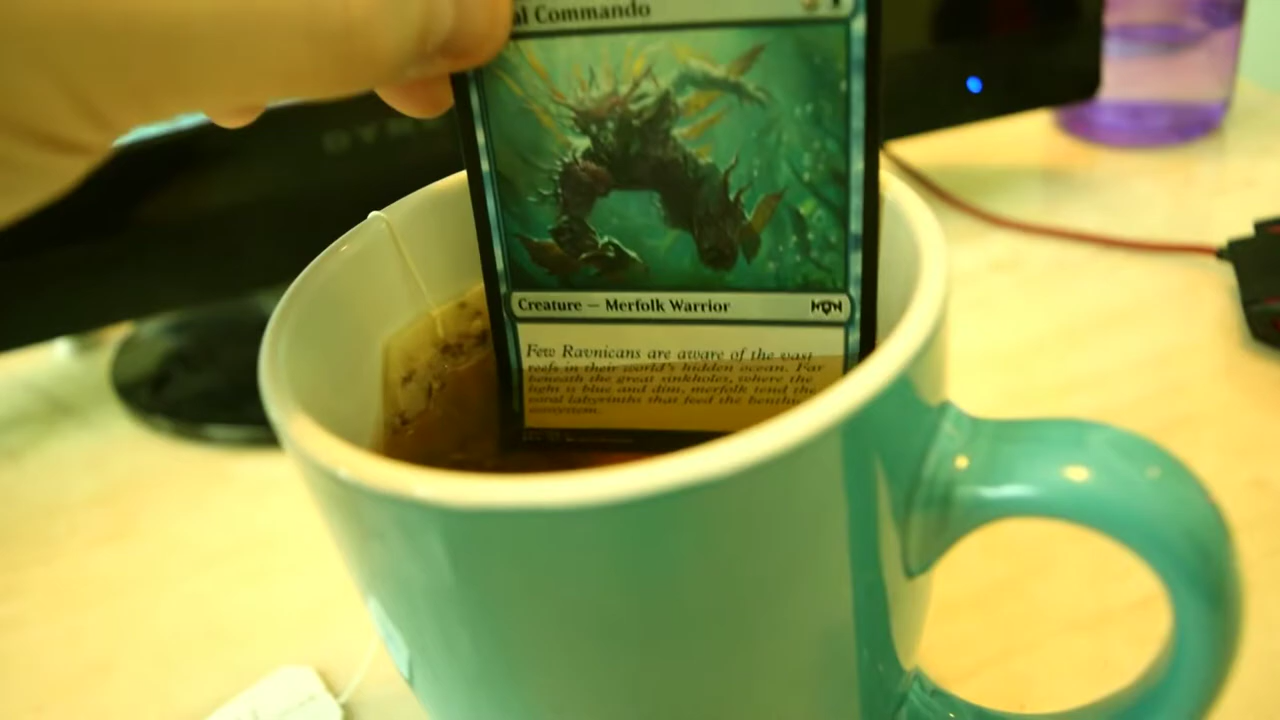 al Commando
Creature — Merfolk Warrior
Few Ravnicans are aware of the vast
reefs in their world's hidden ocean. Far
beneath the great sinkholes, where the
light is blue and dim, merfolk tend the
coral labyrinths that feed the benthic
ecosystem.